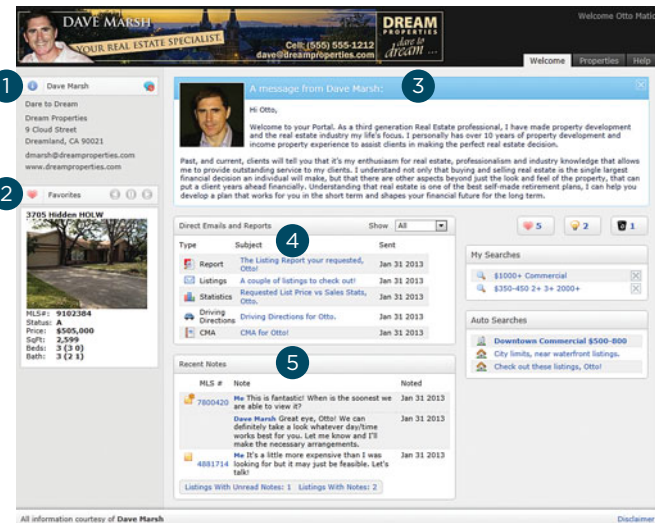 DAVE MARSH
YOUR REAL ESTATE SPECIALIST.
Cell: (555) 555-1212
dave@dreamproperties.com
DREAM
PROPERTIES
dare to
dream ...
Welcome Otto Matic
Welcome Properties Help
1
Dave Marsh
Dare to Dream
Dream Properties
9 Cloud Street
Dreamland, CA 90021
dmarsh@dreamproperties.com
www.dreamproperties.com
2
Favorites
3705 Hidden HOLW
MLS#: 9102384
Status: A
Price: $505,000
SqFt: 2,599
Beds: 3 (3 0)
Bath: 3 (2 1)
A message from Dave Marsh:
3
Hi Otto,
Welcome to your Portal. As a third generation Real Estate professional, I have made property development
and the real estate industry my life's focus. I personally has over 10 years of property development and
income property experience to assist clients in making the perfect real estate decision.
Past, and current, clients will tell you that it's my enthusiasm for real estate, professionalism and industry knowledge that allows
me to provide outstanding service to my clients. I understand not only that buying and selling real estate is the single largest
financial decision an individual will make, but that there are other aspects beyond just the look and feel of the property, that can
put a client years ahead financially. Understanding that real estate is one of the best self-made retirement plans, I can help you
develop a plan that works for you in the short term and shapes your financial future for the long term.
Direct Emails and Reports Show All
4
Type Subject Sent
Report The Listing Report your requested, Jan 31 2013
Otto!
Listings A couple of listings to check out! Jan 31 2013
Statistics Requested List Price vs Sales Stats, Jan 31 2013
Otto.
Driving
Directions Driving Directions for Otto. Jan 31 2013
CMA CMA for Otto! Jan 31 2013
5
Recent Notes
MLS # Note Noted
7800420 Me This is fantastic! When is the soonest we Jan 31 2013
are able to view it?
Dave Marsh Great eye, Otto! We can Jan 31 2013
definitely take a look whatever day/time
works best for you. Let me know and I'll
make the necessary arrangements.
4881714 Me It's a little more expensive than I was Jan 31 2013
looking for but it may just be feasible. Let's
talk!
Listings With Unread Notes: 1 Listings With Notes: 2
5 2 1
My Searches
$1000+ Commercial
$350-450 2+ 3+ 2000+
Auto Searches
Downtown Commercial $500-800
City limits, near waterfront listings.
Check out these listings, Otto!
All information courtesy of Dave Marsh
Disclaimer